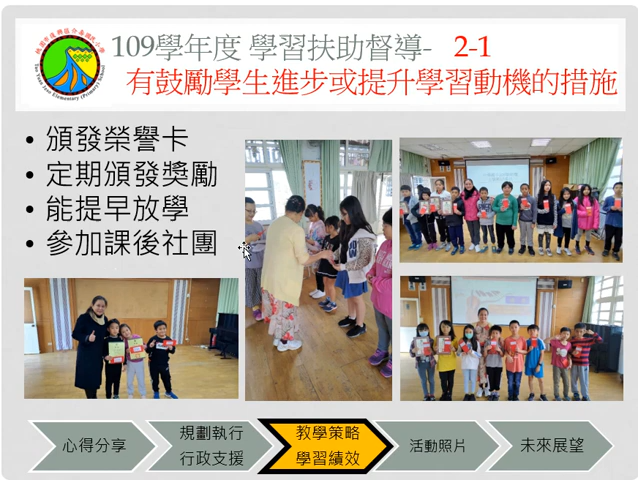 109學年度 學習扶助督導- 2-1
有鼓勵學生進步或提升學習動機的措施
• 頒發榮譽卡
• 定期頒發獎勵
• 能提早放學
• 參加課後社團
心得分享
規劃執行
行政支援
教學策略
學習績效
活動照片
未來展望